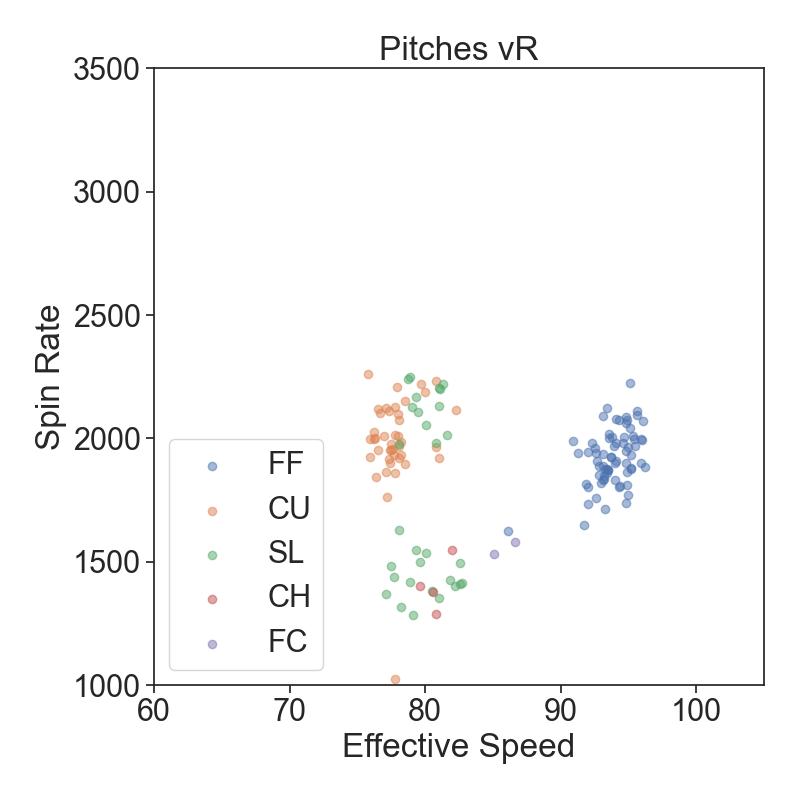 Pitches vR
3500
3000
2500
2000
1500
1000
Spin Rate
FF
CU
SL
CH
FC
60 70 80 90 100
Effective Speed